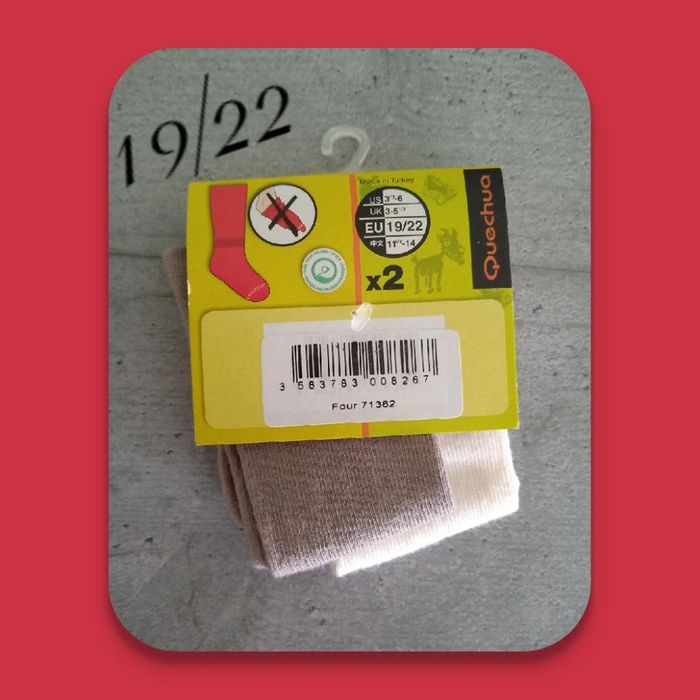 19/22
Made in Turkey
US 3½-6
UK 3-5½
EU 19/22
中文 11½-14
x2
Quechua
3 583783 008267
Four 71362